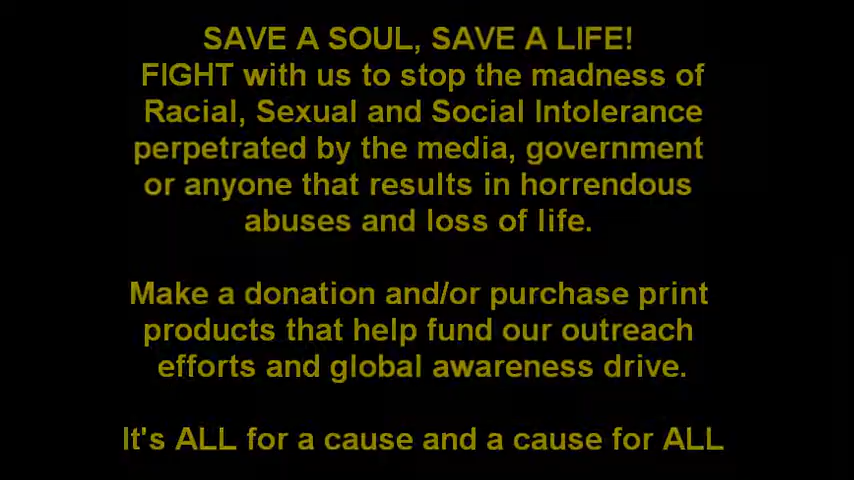 SAVE A SOUL, SAVE A LIFE!
FIGHT with us to stop the madness of
Racial, Sexual and Social Intolerance
perpetrated by the media, government
or anyone that results in horrendous
abuses and loss of life.
Make a donation and/or purchase print
products that help fund our outreach
efforts and global awareness drive.
It's ALL for a cause and a cause for ALL